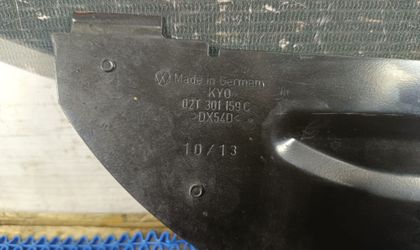 Made in Germany
KYO
02T 301 159 C
>DX54D<
10/13